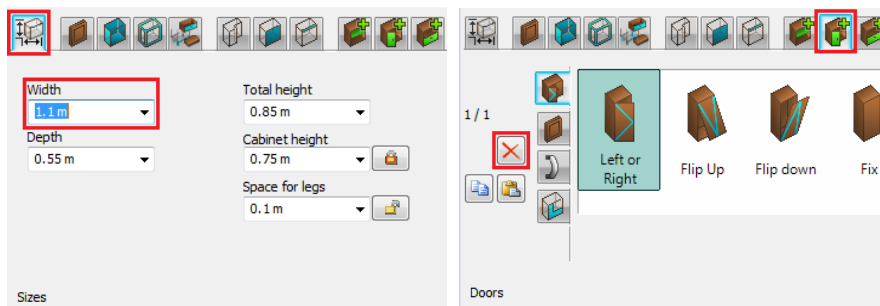 Width
1.1 m
Depth
0.55 m
Total height
0.85 m
Cabinet height
0.75 m
Space for legs
0.1 m
Sizes
1 / 1
Left or
Right
Flip Up
Flip down
Fix
Doors